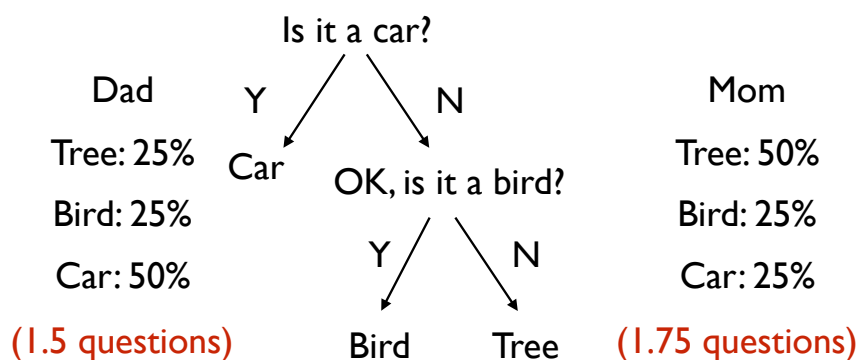 Is it a car?
Dad
Tree: 25%
Bird: 25%
Car: 50%
(1.5 questions)
Y
N
Car
OK, is it a bird?
Y
N
Bird
Tree
Mom
Tree: 50%
Bird: 25%
Car: 25%
(1.75 questions)